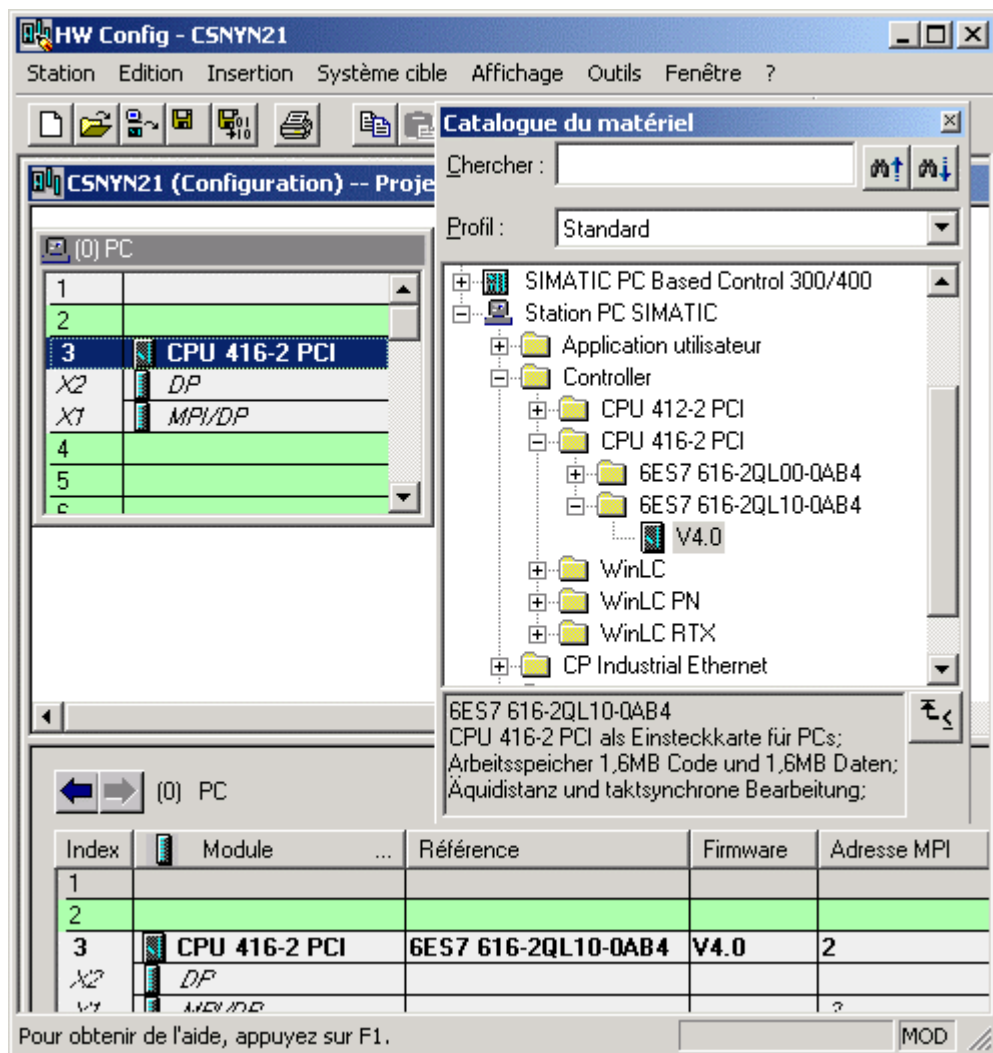 HW Config - CSNYN21
Station Edition Insertion Système cible Affichage Outils Fenêtre ?
CSNYN21 (Configuration) -- Proje
(0) PC
1
2
3 CPU 416-2 PCI
X2 DP
X1 MPI/DP
4
5
Catalogue du matériel
Chercher :
Profil : Standard
SIMATIC PC Based Control 300/400
Station PC SIMATIC
Application utilisateur
Controller
CPU 412-2 PCI
CPU 416-2 PCI
6ES7 616-2QL00-0AB4
6ES7 616-2QL10-0AB4
V4.0
WinLC
WinLC PN
WinLC RTX
CP Industrial Ethernet
6ES7 616-2QL10-0AB4
CPU 416-2 PCI als Einsteckkarte für PCs;
Arbeitsspeicher 1,6MB Code und 1,6MB Daten;
Äquidistanz und taktsynchrone Bearbeitung;
(0) PC
Index Module ... Référence Firmware Adresse MPI
1
2
3 CPU 416-2 PCI 6ES7 616-2QL10-0AB4 V4.0 2
X2 DP
X1 MPI/DP
Pour obtenir de l'aide, appuyez sur F1. MOD